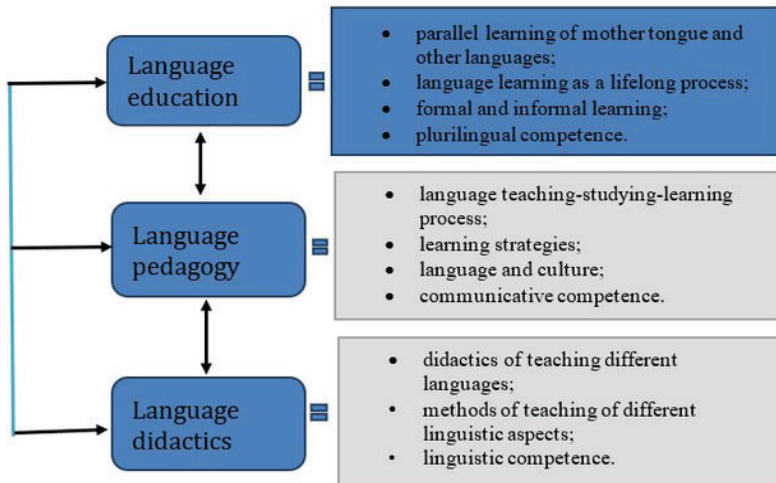 Language
education
• parallel learning of mother tongue and
other languages;
• language learning as a lifelong process;
• formal and informal learning;
• plurilingual competence.
Language
pedagogy
• language teaching-studying-learning
process;
• learning strategies;
• language and culture;
• communicative competence.
Language
didactics
• didactics of teaching different
languages;
• methods of teaching of different
linguistic aspects;
• linguistic competence.